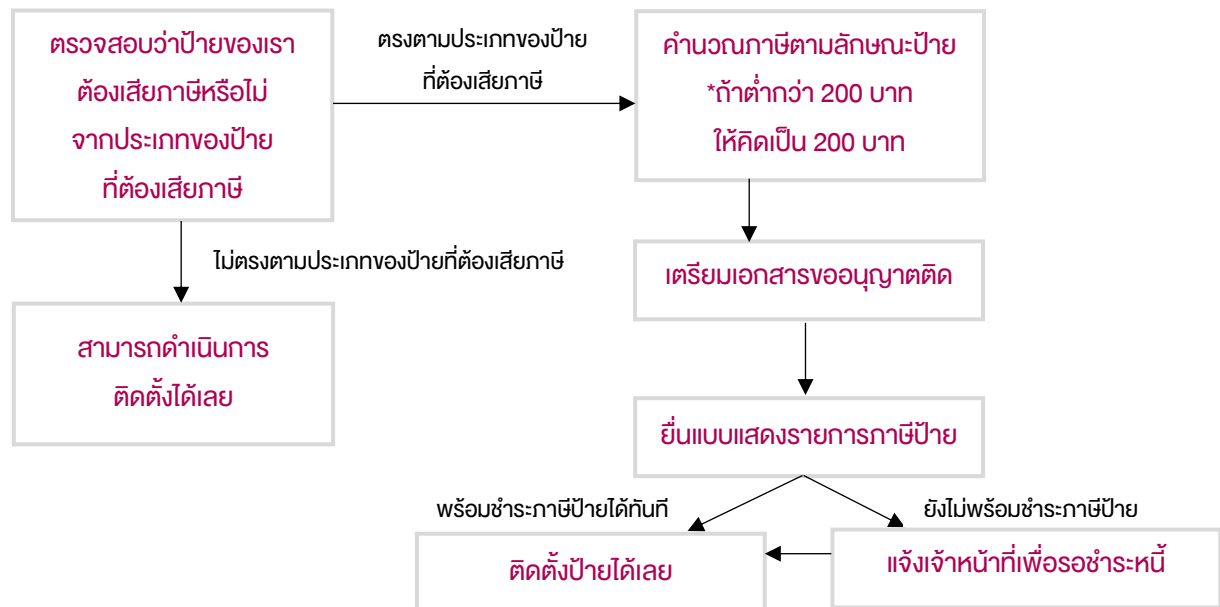 ตรวจสอบว่าป้ายของเรา
ต้องเสียภาษีหรือไม่
จากประเภทของป้าย
ที่ต้องเสียภาษี
ตรงตามประเภทของป้าย
ที่ต้องเสียภาษี
คำนวณภาษีตามลักษณะป้าย
*ถ้าต่ำกว่า 200 บาท
ให้คิดเป็น 200 บาท
ไม่ตรงตามประเภทของป้ายที่ต้องเสียภาษี
สามารถดำเนินการ
ติดตั้งได้เลย
เตรียมเอกสารขออนุญาตติด
ยื่นแบบแสดงรายการภาษีป้าย
พร้อมชำระภาษีป้ายได้ทันที
ยังไม่พร้อมชำระภาษีป้าย
ติดตั้งป้ายได้เลย
แจ้งเจ้าหน้าที่เพื่อรอชำระหนี้